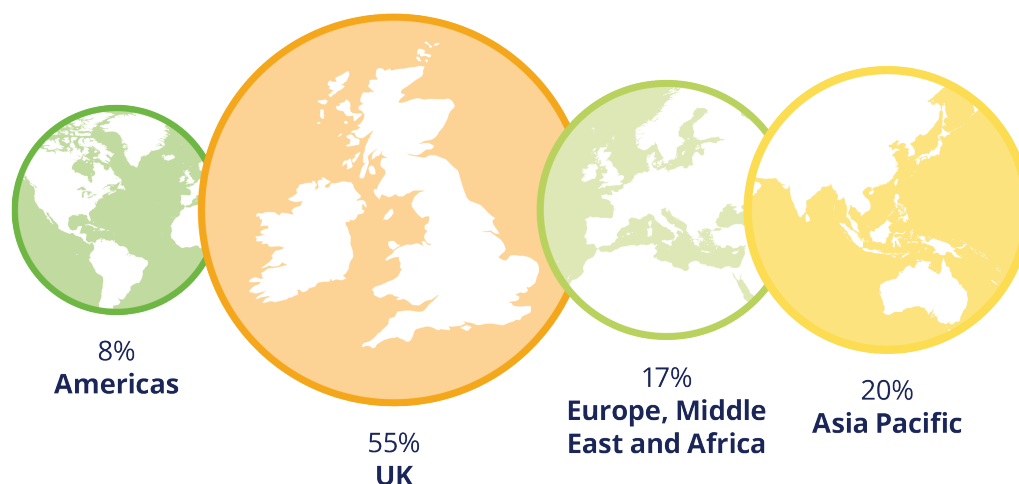 8%
Americas
55%
UK
17%
Europe, Middle
East and Africa
20%
Asia Pacific